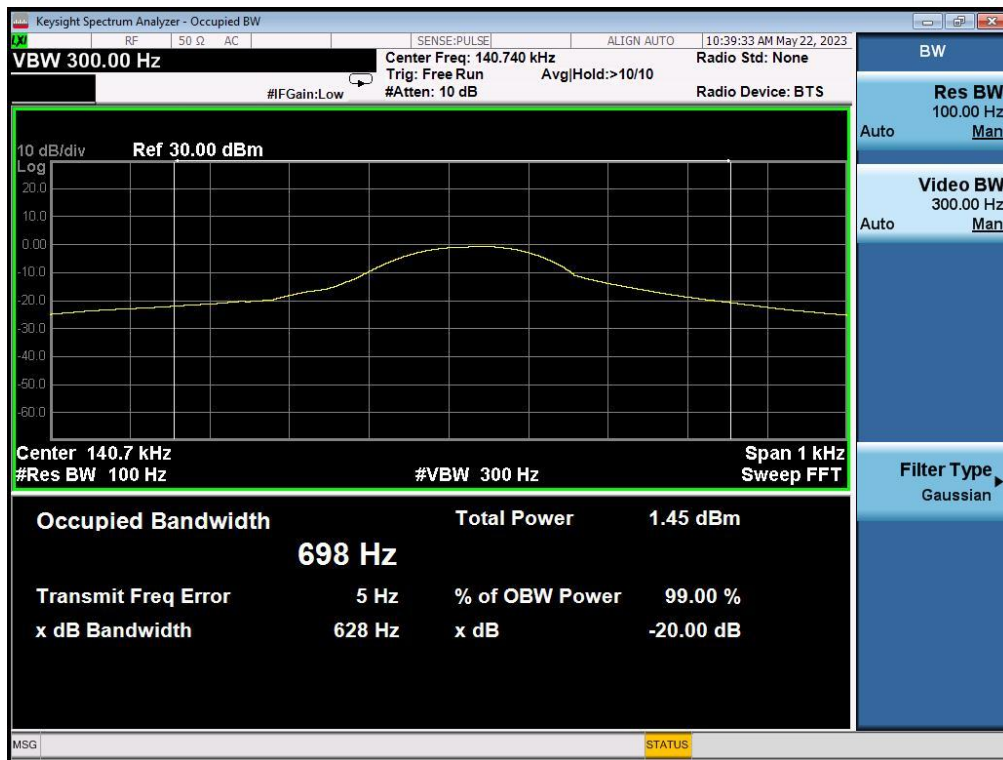 Keysight Spectrum Analyzer - Occupied BW
LXI RF 50 Ω AC SENSE:PULSE ALIGN AUTO 10:39:33 AM May 22, 2023
VBW 300.00 Hz
Center Freq: 140.740 kHz Radio Std: None
Trig: Free Run Avg|Hold:>10/10
#IFGain:Low #Atten: 10 dB Radio Device: BTS
10 dB/div Ref 30.00 dBm
Log
20.0
10.0
0.00
-10.0
-20.0
-30.0
-40.0
-50.0
-60.0
Center 140.7 kHz Span 1 kHz
#Res BW 100 Hz #VBW 300 Hz Sweep FFT
Occupied Bandwidth Total Power 1.45 dBm
698 Hz
Transmit Freq Error 5 Hz % of OBW Power 99.00 %
x dB Bandwidth 628 Hz x dB -20.00 dB
MSG STATUS
BW
Res BW
100.00 Hz
Auto Man
Video BW
300.00 Hz
Auto Man
Filter Type
Gaussian